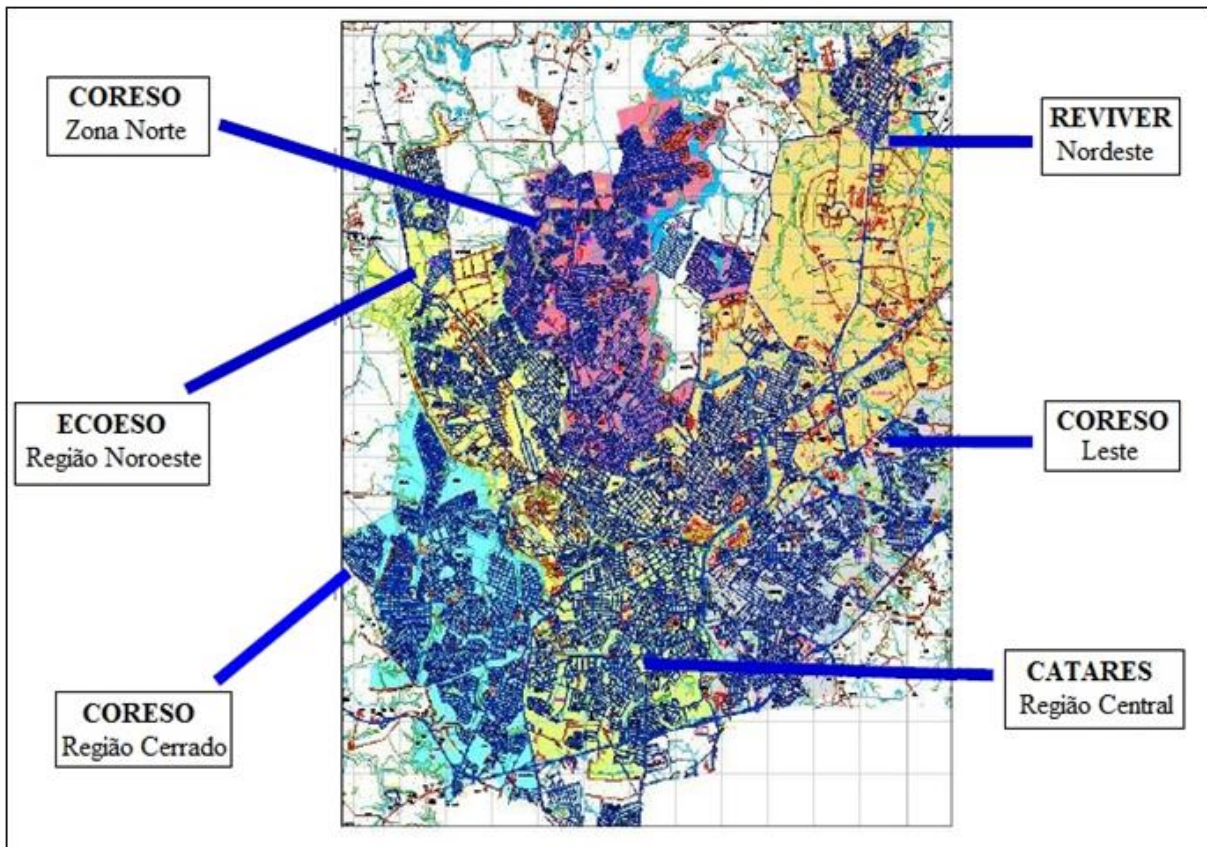 CORESO
Zona Norte
REVIVER
Nordeste
ECOESO
Região Noroeste
CORESO
Leste
CORESO
Região Cerrado
CATARES
Região Central